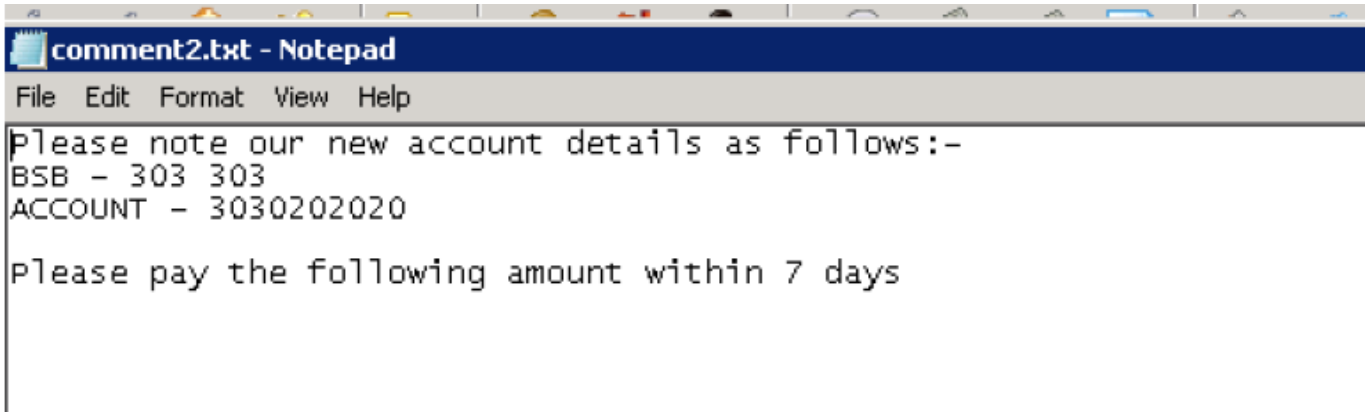 comment2.txt - Notepad
File Edit Format View Help
Please note our new account details as follows:-
BSB - 303 303
ACCOUNT - 3030202020
Please pay the following amount within 7 days